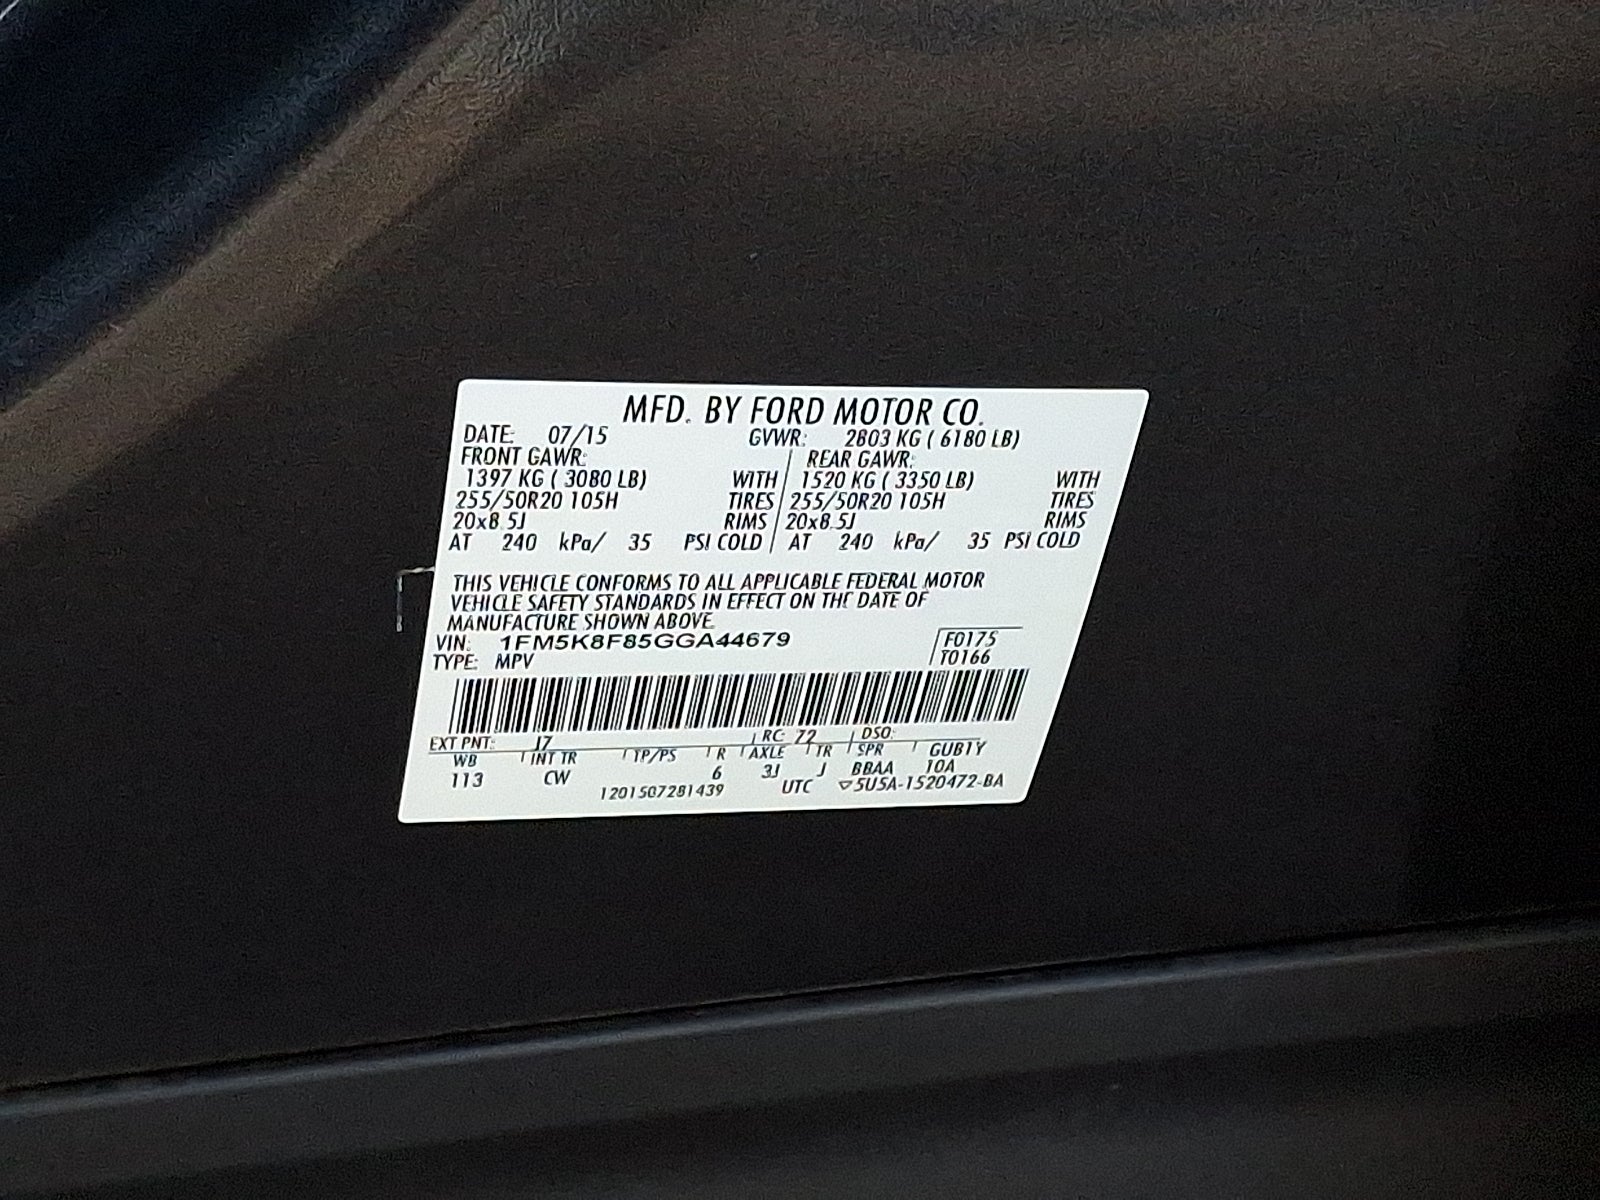 MFD. BY FORD MOTOR CO.
DATE: 07/15 GVWR: 2803 KG ( 6180 LB)
FRONT GAWR: REAR GAWR:
1397 KG ( 3080 LB) WITH 1520 KG ( 3350 LB) WITH
255/50R20 105H TIRES 255/50R20 105H TIRES
20x8.5J RIMS 20x8.5J RIMS
AT 240 kPa/ 35 PSI COLD AT 240 kPa/ 35 PSI COLD
THIS VEHICLE CONFORMS TO ALL APPLICABLE FEDERAL MOTOR
VEHICLE SAFETY STANDARDS IN EFFECT ON THE DATE OF
MANUFACTURE SHOWN ABOVE.
VIN: 1FM5K8F85GGA44679 F0175
TYPE: MPV T0166
EXT PNT: J7 RC: 72 DSO:
WB INT TR TP/PS R AXLE TR SPR GUB1Y
113 CW 6 3J J BBAA 10A
1201507281439 UTC ▽5U5A-1520472-BA